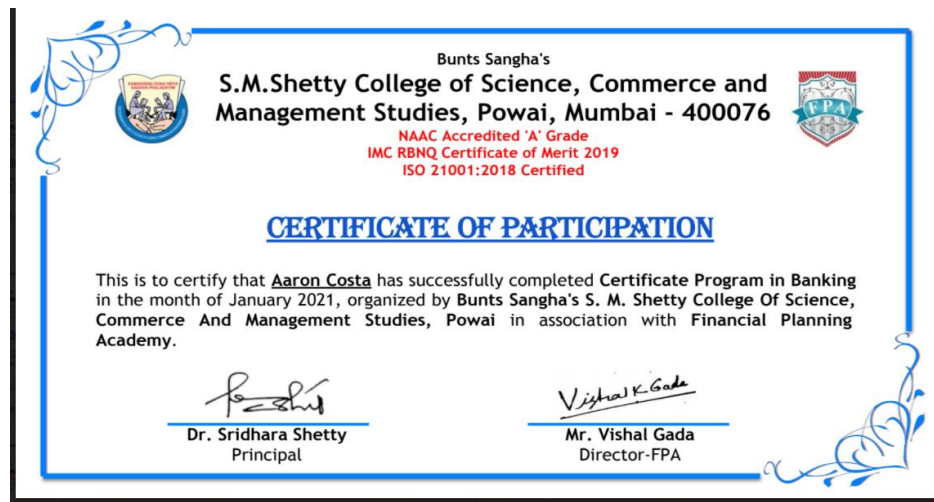 Bunts Sangha's
S.M.Shetty College of Science, Commerce and
Management Studies, Powai, Mumbai - 400076
NAAC Accredited 'A' Grade
IMC RBNQ Certificate of Merit 2019
ISO 21001:2018 Certified
FPA
CERTIFICATE OF PARTICIPATION
This is to certify that Aaron Costa has successfully completed Certificate Program in Banking
in the month of January 2021, organized by Bunts Sangha's S. M. Shetty College Of Science,
Commerce And Management Studies, Powai in association with Financial Planning
Academy.
Vishal K Gada
Dr. Sridhara Shetty
Principal
Mr. Vishal Gada
Director-FPA